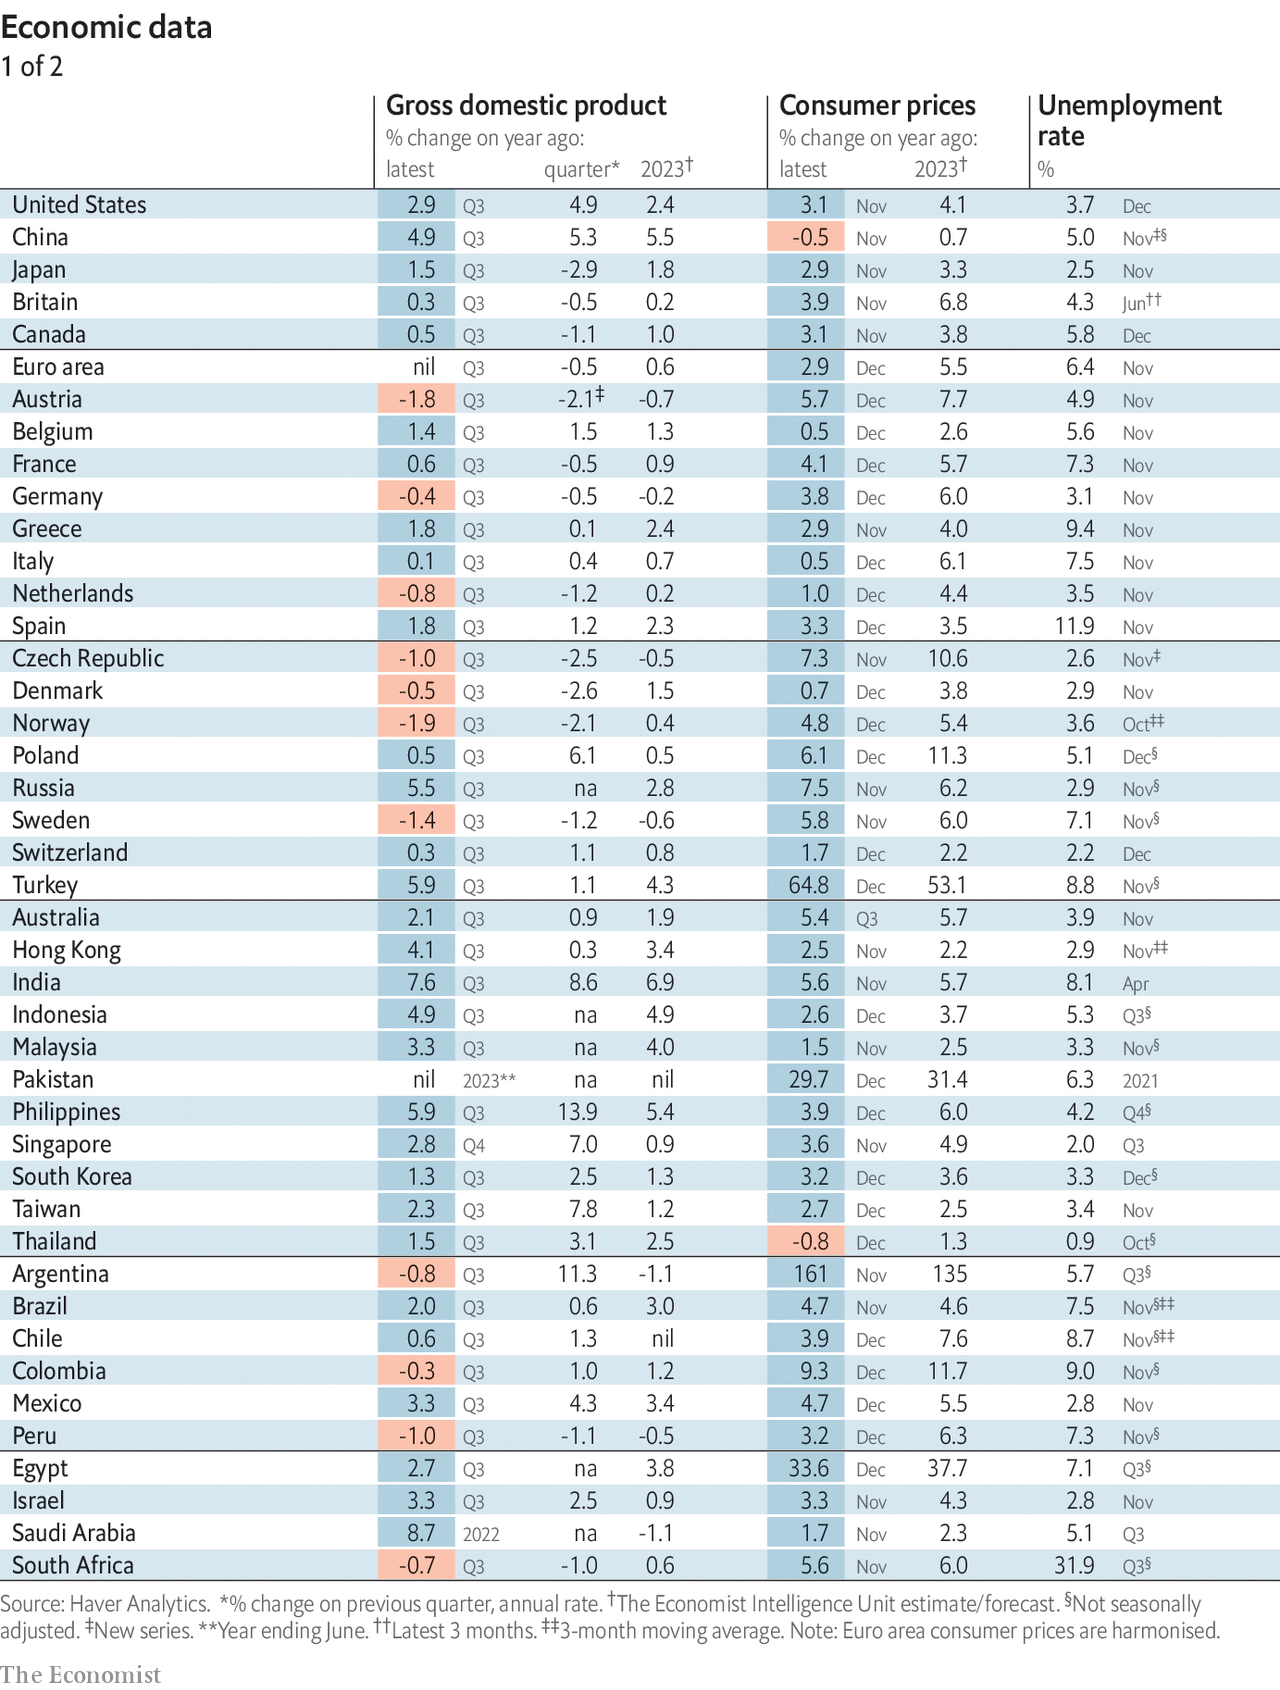 Economic data
1 of 2
Gross domestic product Consumer prices Unemployment
% change on year ago: % change on year ago: rate
latest quarter* 2023† latest 2023† %
United States 2.9 Q3 4.9 2.4 3.1 Nov 4.1 3.7 Dec
China 4.9 Q3 5.3 5.5 -0.5 Nov 0.7 5.0 Nov‡§
Japan 1.5 Q3 -2.9 1.8 2.9 Nov 3.3 2.5 Nov
Britain 0.3 Q3 -0.5 0.2 3.9 Nov 6.8 4.3 Jun††
Canada 0.5 Q3 -1.1 1.0 3.1 Nov 3.8 5.8 Dec
Euro area nil Q3 -0.5 0.6 2.9 Dec 5.5 6.4 Nov
Austria -1.8 Q3 -2.1‡ -0.7 5.7 Dec 7.7 4.9 Nov
Belgium 1.4 Q3 1.5 1.3 0.5 Dec 2.6 5.6 Nov
France 0.6 Q3 -0.5 0.9 4.1 Dec 5.7 7.3 Nov
Germany -0.4 Q3 -0.5 -0.2 3.8 Dec 6.0 3.1 Nov
Greece 1.8 Q3 0.1 2.4 2.9 Nov 4.0 9.4 Nov
Italy 0.1 Q3 0.4 0.7 0.5 Dec 6.1 7.5 Nov
Netherlands -0.8 Q3 -1.2 0.2 1.0 Dec 4.4 3.5 Nov
Spain 1.8 Q3 1.2 2.3 3.3 Dec 3.5 11.9 Nov
Czech Republic -1.0 Q3 -2.5 -0.5 7.3 Nov 10.6 2.6 Nov‡
Denmark -0.5 Q3 -2.6 1.5 0.7 Dec 3.8 2.9 Nov
Norway -1.9 Q3 -2.1 0.4 4.8 Dec 5.4 3.6 Oct‡‡
Poland 0.5 Q3 6.1 0.5 6.1 Dec 11.3 5.1 Dec§
Russia 5.5 Q3 na 2.8 7.5 Nov 6.2 2.9 Nov§
Sweden -1.4 Q3 -1.2 -0.6 5.8 Nov 6.0 7.1 Nov§
Switzerland 0.3 Q3 1.1 0.8 1.7 Dec 2.2 2.2 Dec
Turkey 5.9 Q3 1.1 4.3 64.8 Dec 53.1 8.8 Nov§
Australia 2.1 Q3 0.9 1.9 5.4 Q3 5.7 3.9 Nov
Hong Kong 4.1 Q3 0.3 3.4 2.5 Nov 2.2 2.9 Nov‡‡
India 7.6 Q3 8.6 6.9 5.6 Nov 5.7 8.1 Apr
Indonesia 4.9 Q3 na 4.9 2.6 Dec 3.7 5.3 Q3§
Malaysia 3.3 Q3 na 4.0 1.5 Nov 2.5 3.3 Nov§
Pakistan nil 2023** na nil 29.7 Dec 31.4 6.3 2021
Philippines 5.9 Q3 13.9 5.4 3.9 Dec 6.0 4.2 Q4§
Singapore 2.8 Q4 7.0 0.9 3.6 Nov 4.9 2.0 Q3
South Korea 1.3 Q3 2.5 1.3 3.2 Dec 3.6 3.3 Dec§
Taiwan 2.3 Q3 7.8 1.2 2.7 Dec 2.5 3.4 Nov
Thailand 1.5 Q3 3.1 2.5 -0.8 Dec 1.3 0.9 Oct§
Argentina -0.8 Q3 11.3 -1.1 161 Nov 135 5.7 Q3§
Brazil 2.0 Q3 0.6 3.0 4.7 Nov 4.6 7.5 Nov§‡‡
Chile 0.6 Q3 1.3 nil 3.9 Dec 7.6 8.7 Nov§‡‡
Colombia -0.3 Q3 1.0 1.2 9.3 Dec 11.7 9.0 Nov§
Mexico 3.3 Q3 4.3 3.4 4.7 Dec 5.5 2.8 Nov
Peru -1.0 Q3 -1.1 -0.5 3.2 Dec 6.3 7.3 Nov§
Egypt 2.7 Q3 na 3.8 33.6 Dec 37.7 7.1 Q3§
Israel 3.3 Q3 2.5 0.9 3.3 Nov 4.3 2.8 Nov
Saudi Arabia 8.7 2022 na -1.1 1.7 Nov 2.3 5.1 Q3
South Africa -0.7 Q3 -1.0 0.6 5.6 Nov 6.0 31.9 Q3§
Source: Haver Analytics. *% change on previous quarter, annual rate. †The Economist Intelligence Unit estimate/forecast. §Not seasonally
adjusted. ‡New series. **Year ending June. ††Latest 3 months. ‡‡3-month moving average. Note: Euro area consumer prices are harmonised.
The Economist